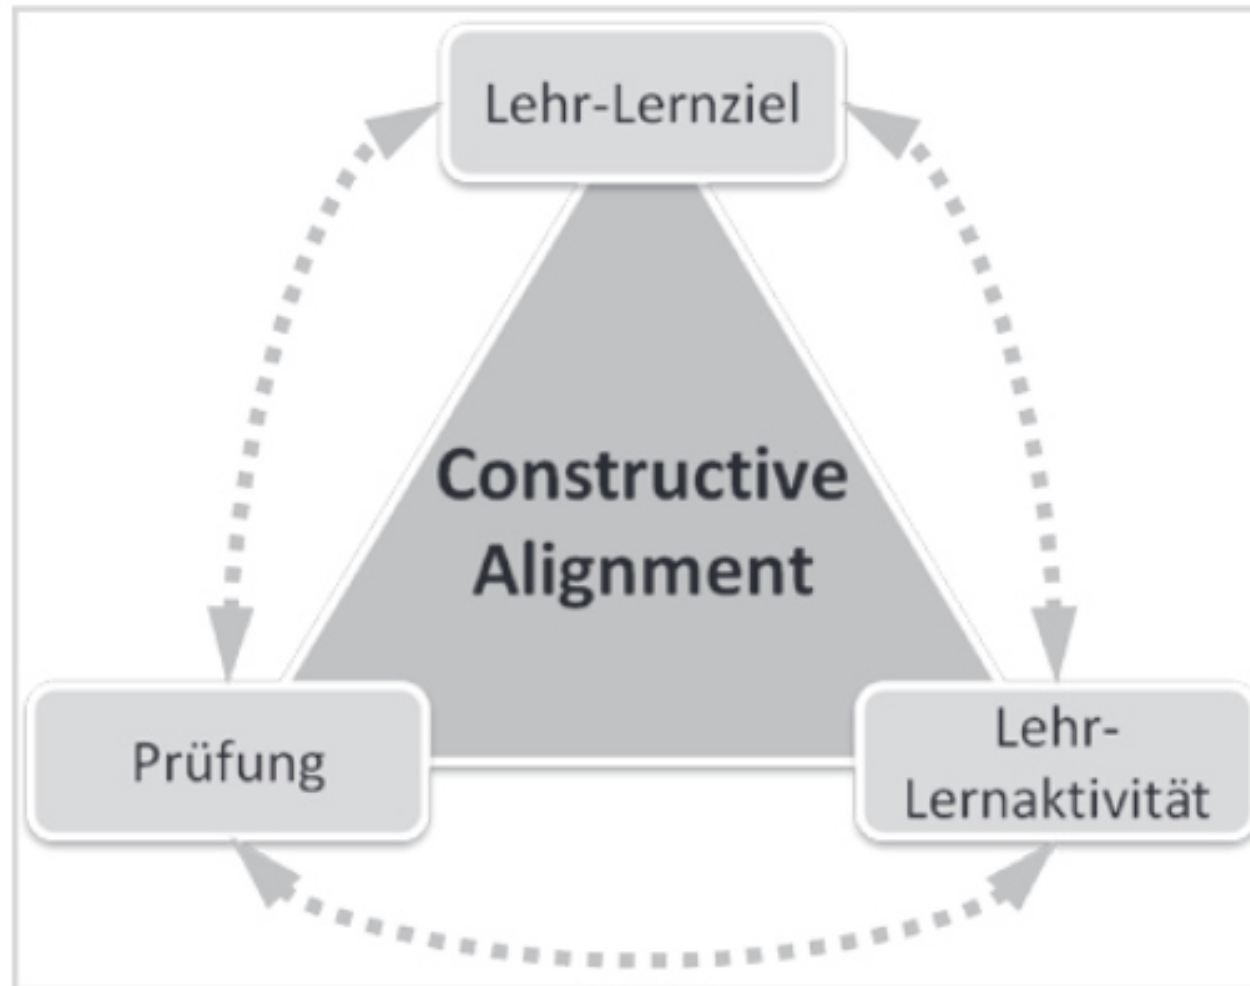 Lehr-Lernziel
Constructive
Alignment
Prüfung
Lehr-
Lernaktivität